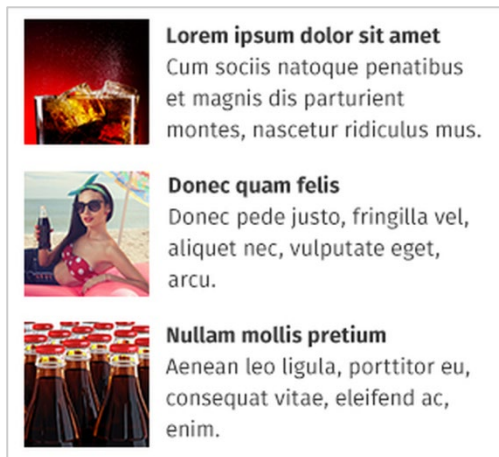 Lorem ipsum dolor sit amet
Cum sociis natoque penatibus
et magnis dis parturient
montes, nascetur ridiculus mus.
Donec quam felis
Donec pede justo, fringilla vel,
aliquet nec, vulputate eget,
arcu.
Nullam mollis pretium
Aenean leo ligula, porttitor eu,
consequat vitae, eleifend ac,
enim.